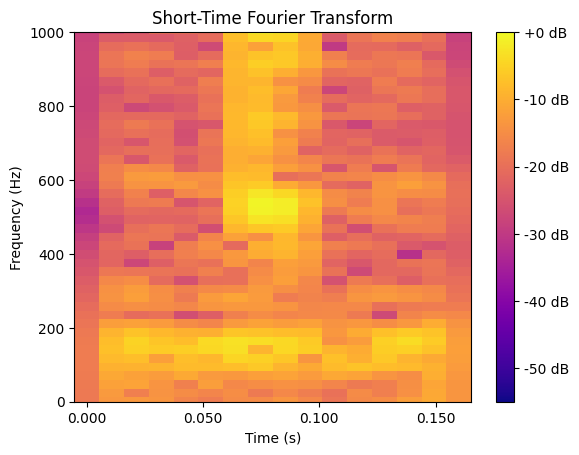 Short-Time Fourier Transform
1000
800
600
400
200
0
Frequency (Hz)
0.000
0.050
0.100
0.150
Time (s)
+0 dB
-10 dB
-20 dB
-30 dB
-40 dB
-50 dB